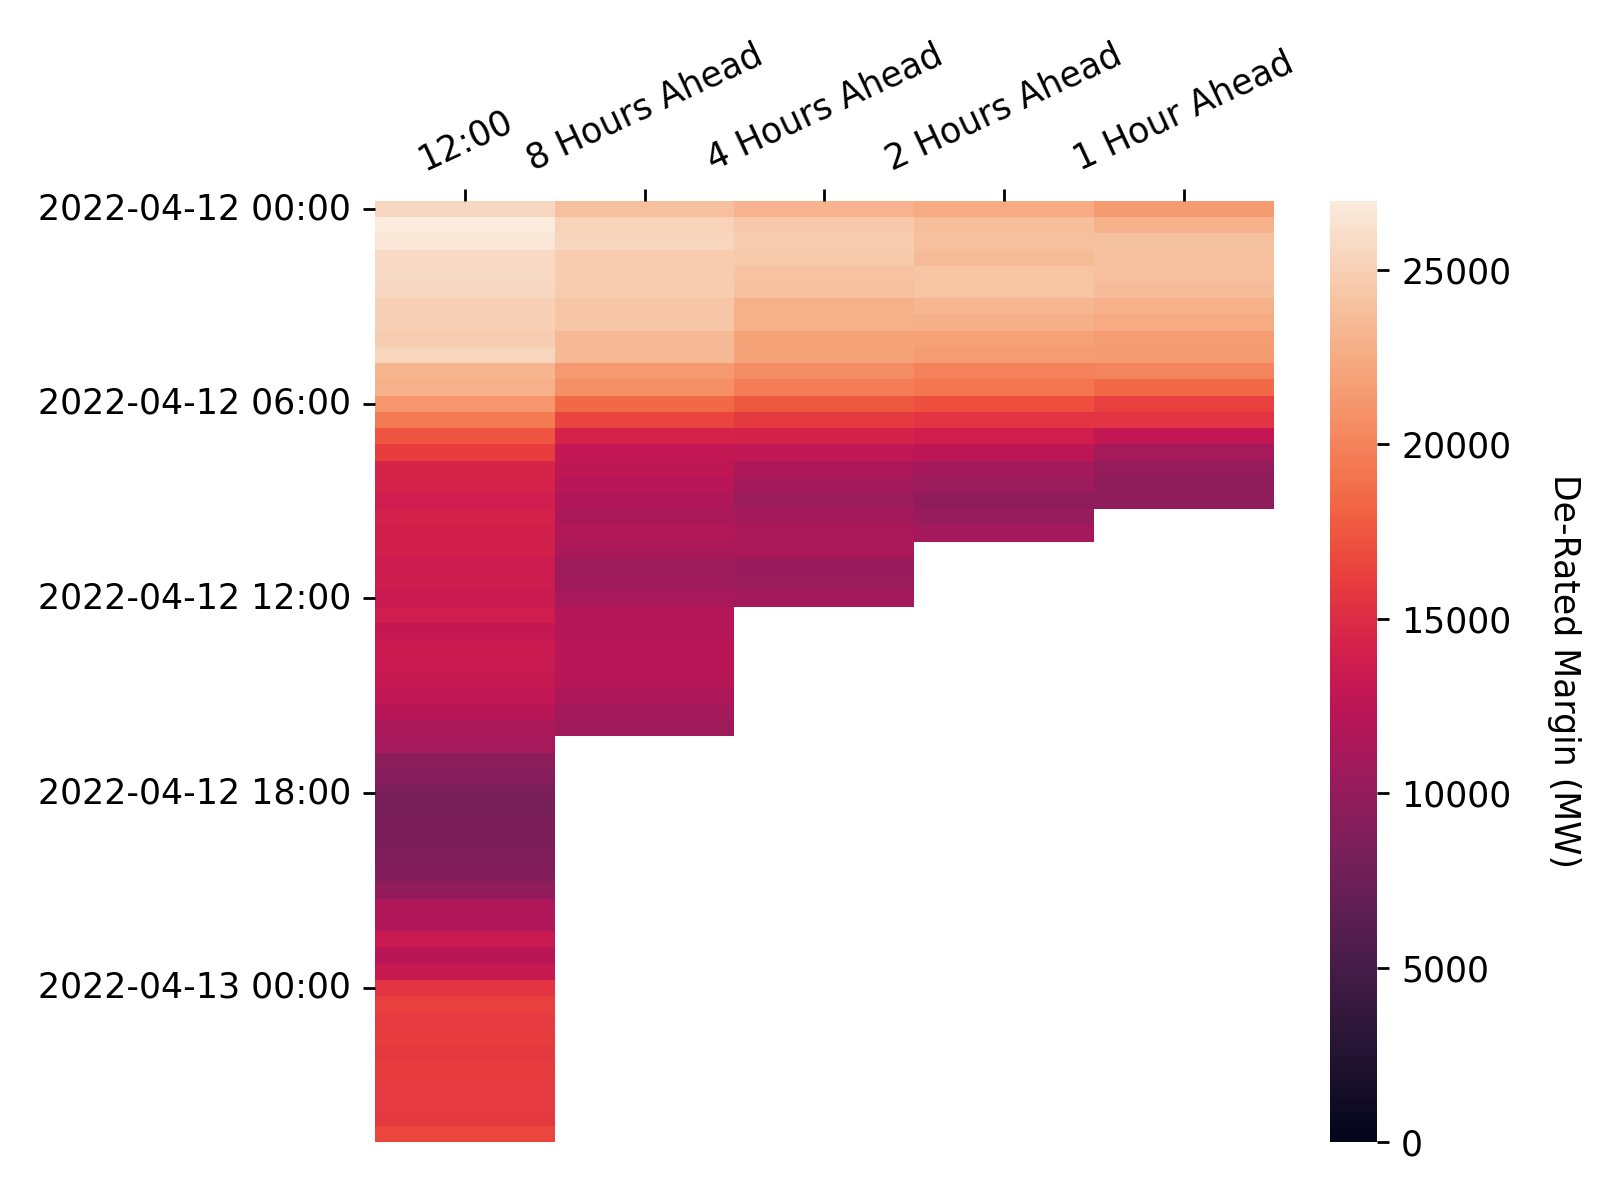 12:00
8 Hours Ahead
4 Hours Ahead
2 Hours Ahead
1 Hour Ahead
2022-04-12 00:00
2022-04-12 06:00
2022-04-12 12:00
2022-04-12 18:00
2022-04-13 00:00
25000
20000
15000
10000
5000
0
De-Rated Margin (MW)